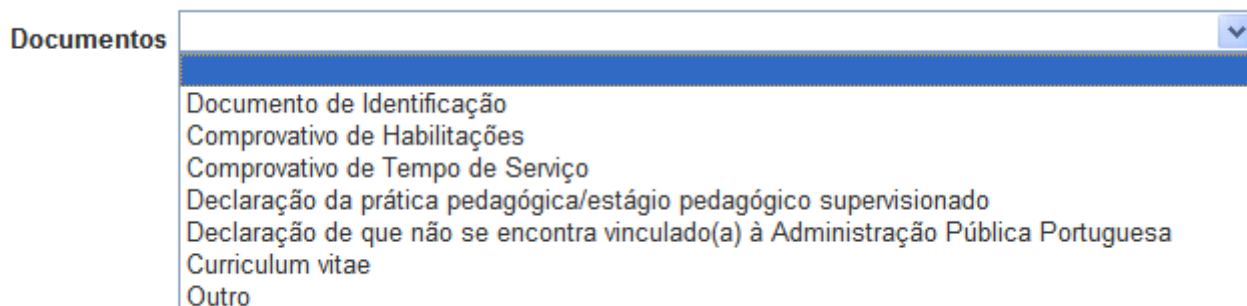 Documentos
Documento de Identificação
Comprovativo de Habilitações
Comprovativo de Tempo de Serviço
Declaração da prática pedagógica/estágio pedagógico supervisionado
Declaração de que não se encontra vinculado(a) à Administração Pública Portuguesa
Curriculum vitae
Outro